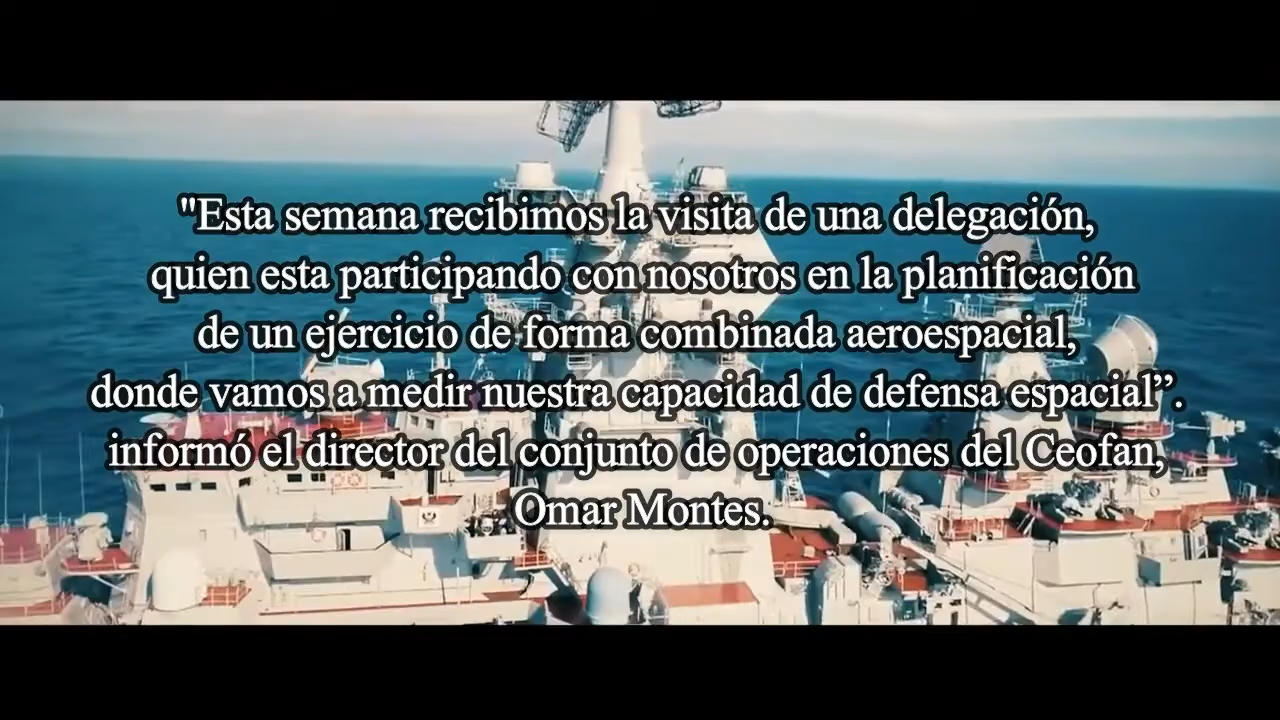 "Esta semana recibimos la visita de una delegación,
quien esta participando con nosotros en la planificación
de un ejercicio de forma combinada aeroespacial,
donde vamos a medir nuestra capacidad de defensa espacial”.
informó el director del conjunto de operaciones del Ceofan,
Omar Montes.